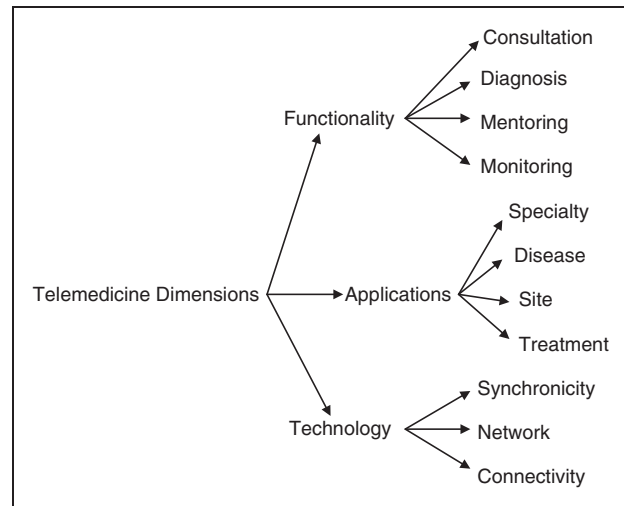 Telemedicine Dimensions
Functionality
Consultation
Diagnosis
Mentoring
Monitoring
Applications
Specialty
Disease
Site
Treatment
Technology
Synchronicity
Network
Connectivity